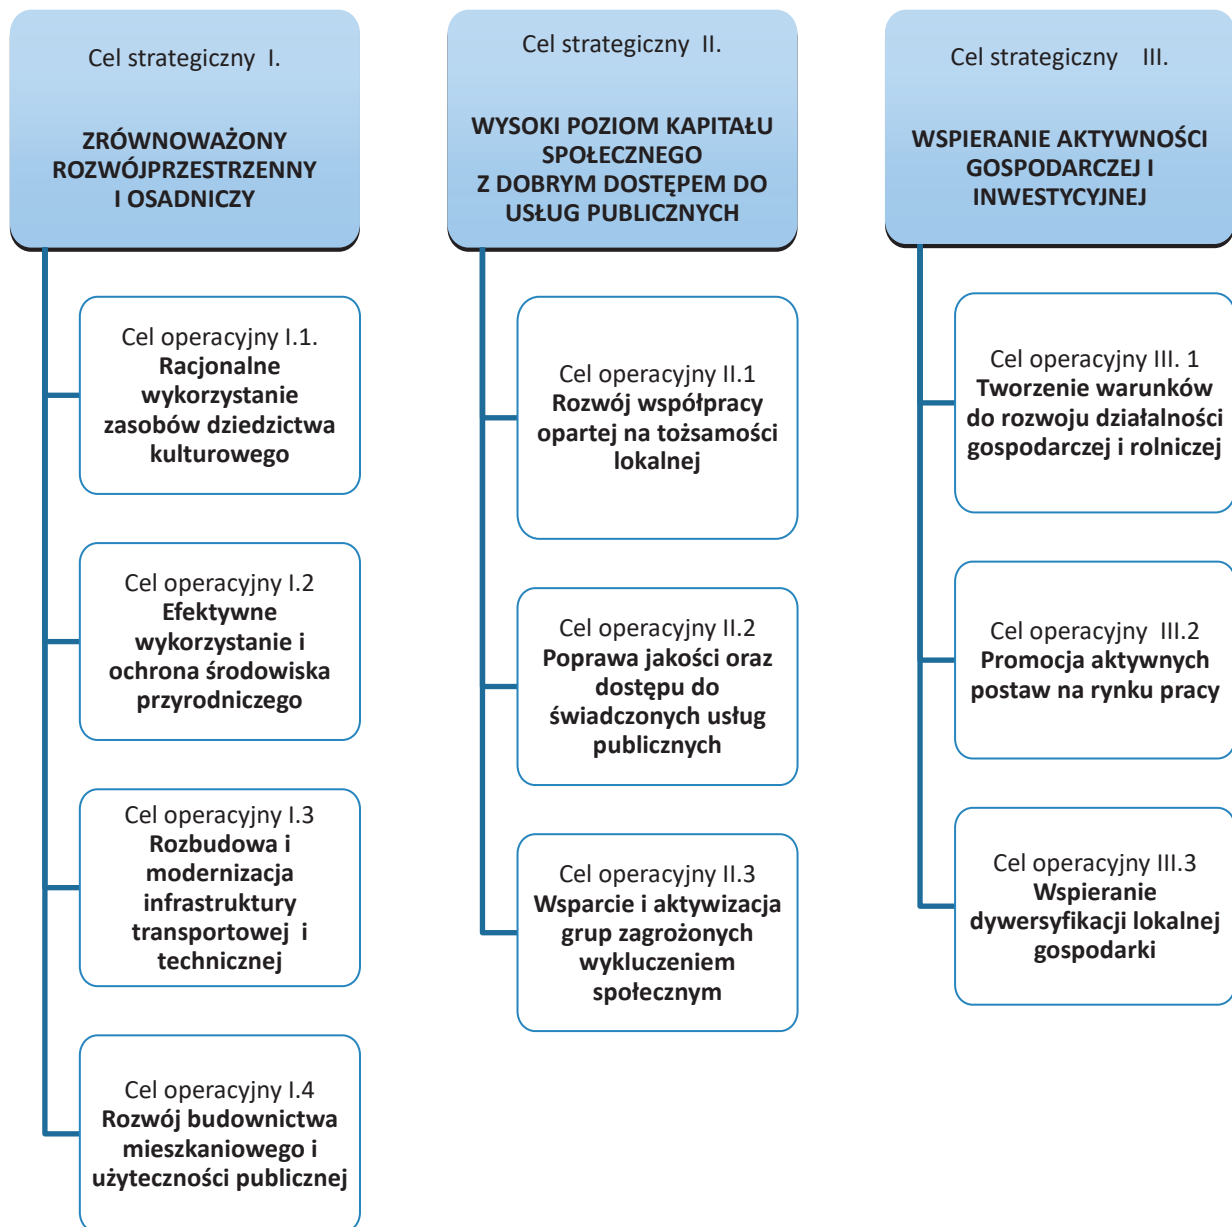 Cel strategiczny I.
ZRÓWNOWAŻONY
ROZWÓJPRZESTRZENNY
I OSADNICZY
Cel operacyjny I.1.
Racjonalne
wykorzystanie
zasobów dziedzictwa
kulturowego
Cel operacyjny I.2
Efektywne
wykorzystanie i
ochrona środowiska
przyrodniczego
Cel operacyjny I.3
Rozbudowa i
modernizacja
infrastruktury
transportowej i
technicznej
Cel operacyjny I.4
Rozwój budownictwa
mieszkaniowego i
użyteczności publicznej
Cel strategiczny II.
WYSOKI POZIOM KAPITAŁU
SPOŁECZNEGO
Z DOBRYM DOSTĘPEM DO
USŁUG PUBLICZNYCH
Cel operacyjny II.1
Rozwój współpracy
opartej na tożsamości
lokalnej
Cel operacyjny II.2
Poprawa jakości oraz
dostępu do
świadczonych usług
publicznych
Cel operacyjny II.3
Wsparcie i aktywizacja
grup zagrożonych
wykluczeniem
społecznym
Cel strategiczny III.
WSPIERANIE AKTYWNOŚCI
GOSPODARCZEJ I
INWESTYCYJNEJ
Cel operacyjny III. 1
Tworzenie warunków
do rozwoju działalności
gospodarczej i rolniczej
Cel operacyjny III.2
Promocja aktywnych
postaw na rynku pracy
Cel operacyjny III.3
Wspieranie
dywersyfikacji lokalnej
gospodarki